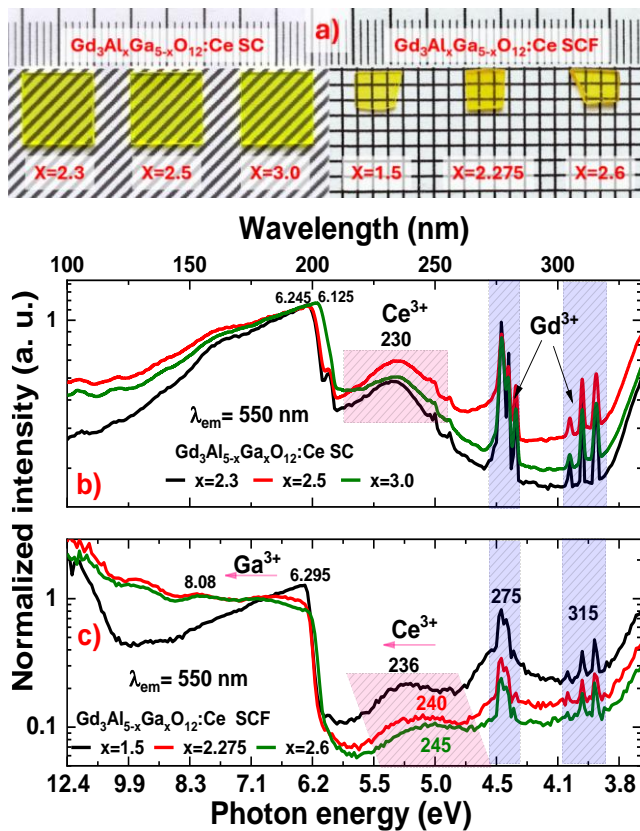 Gd₃AlₓGa₅₋ₓO₁₂:Ce SC
a)
Gd₃AlₓGa₅₋ₓO₁₂:Ce SCF
X=2.3
X=2.5
X=3.0
X=1.5
X=2.275
X=2.6
Wavelength (nm)
100 150 200 250 300
Normalized intensity (a. u.)
1
6.245
6.125
Ce³⁺
230
Gd³⁺
λem= 550 nm
Gd₃Al₅₋ₓGaₓO₁₂:Ce SC
b)
x=2.3 x=2.5 x=3.0
Ga³⁺
8.08
6.295
1
c)
Ce³⁺
236
275
315
λem= 550 nm
240
Gd₃Al₅₋ₓGaₓO₁₂:Ce SCF
0.1
245
x=1.5 x=2.275 x=2.6
12.4 9.9 8.3 7.1 6.2 5.5 5.0 4.5 4.1 3.8
Photon energy (eV)